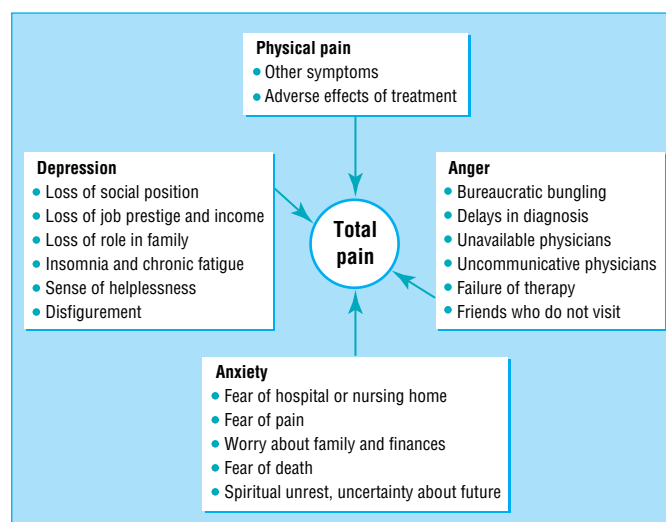 Physical pain
• Other symptoms
• Adverse effects of treatment
Depression
• Loss of social position
• Loss of job prestige and income
• Loss of role in family
• Insomnia and chronic fatigue
• Sense of helplessness
• Disfigurement
Total
pain
Anger
• Bureaucratic bungling
• Delays in diagnosis
• Unavailable physicians
• Uncommunicative physicians
• Failure of therapy
• Friends who do not visit
Anxiety
• Fear of hospital or nursing home
• Fear of pain
• Worry about family and finances
• Fear of death
• Spiritual unrest, uncertainty about future